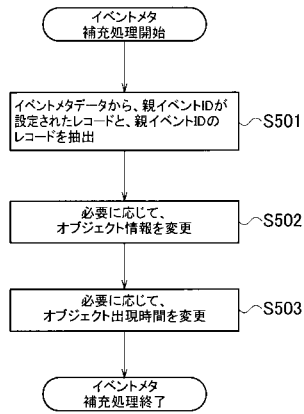 イベントメタ
補充処理開始
イベントメタデータから、親イベントIDが
設定されたレコードと、親イベントIDの
レコードを抽出
S501
必要に応じて、
オブジェクト情報を変更
S502
必要に応じて、
オブジェクト出現時間を変更
S503
イベントメタ
補充処理終了